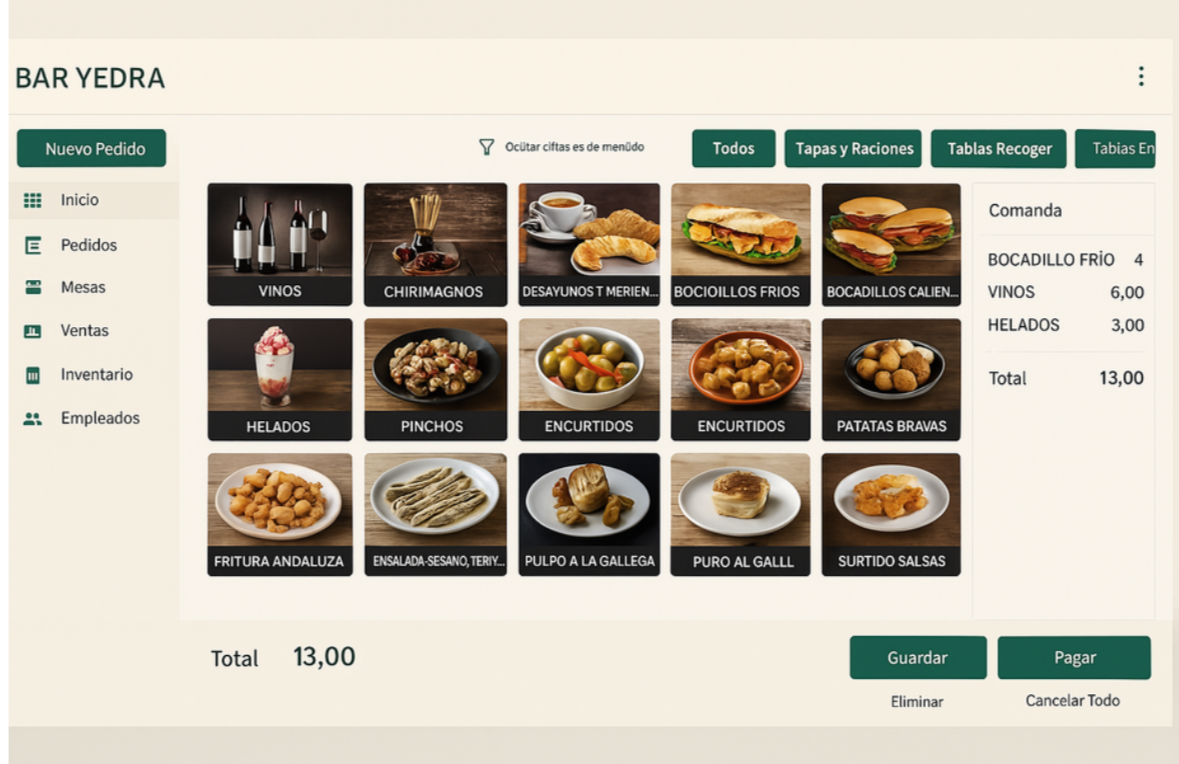 BAR YEDRA
Nuevo Pedido
Ocütar ciftas es de menúdo
Todos
Tapas y Raciones
Tablas Recoger
Tabias En
Inicio
Pedidos
Mesas
Ventas
Inventario
Empleados
VINOS
CHIRIMAGNOS
DESAYUNOS T MERIEN...
BOCIOILLOS FRIOS
BOCADILLOS CALIEN...
HELADOS
PINCHOS
ENCURTIDOS
ENCURTIDOS
PATATAS BRAVAS
FRITURA ANDALUZA
ENSALADA-SESANO, TERIY...
PULPO A LA GALLEGA
PURO AL GALLL
SURTIDO SALSAS
Comanda
BOCADILLO FRÌO 4
VINOS 6,00
HELADOS 3,00
Total 13,00
Total 13,00
Guardar
Pagar
Eliminar
Cancelar Todo